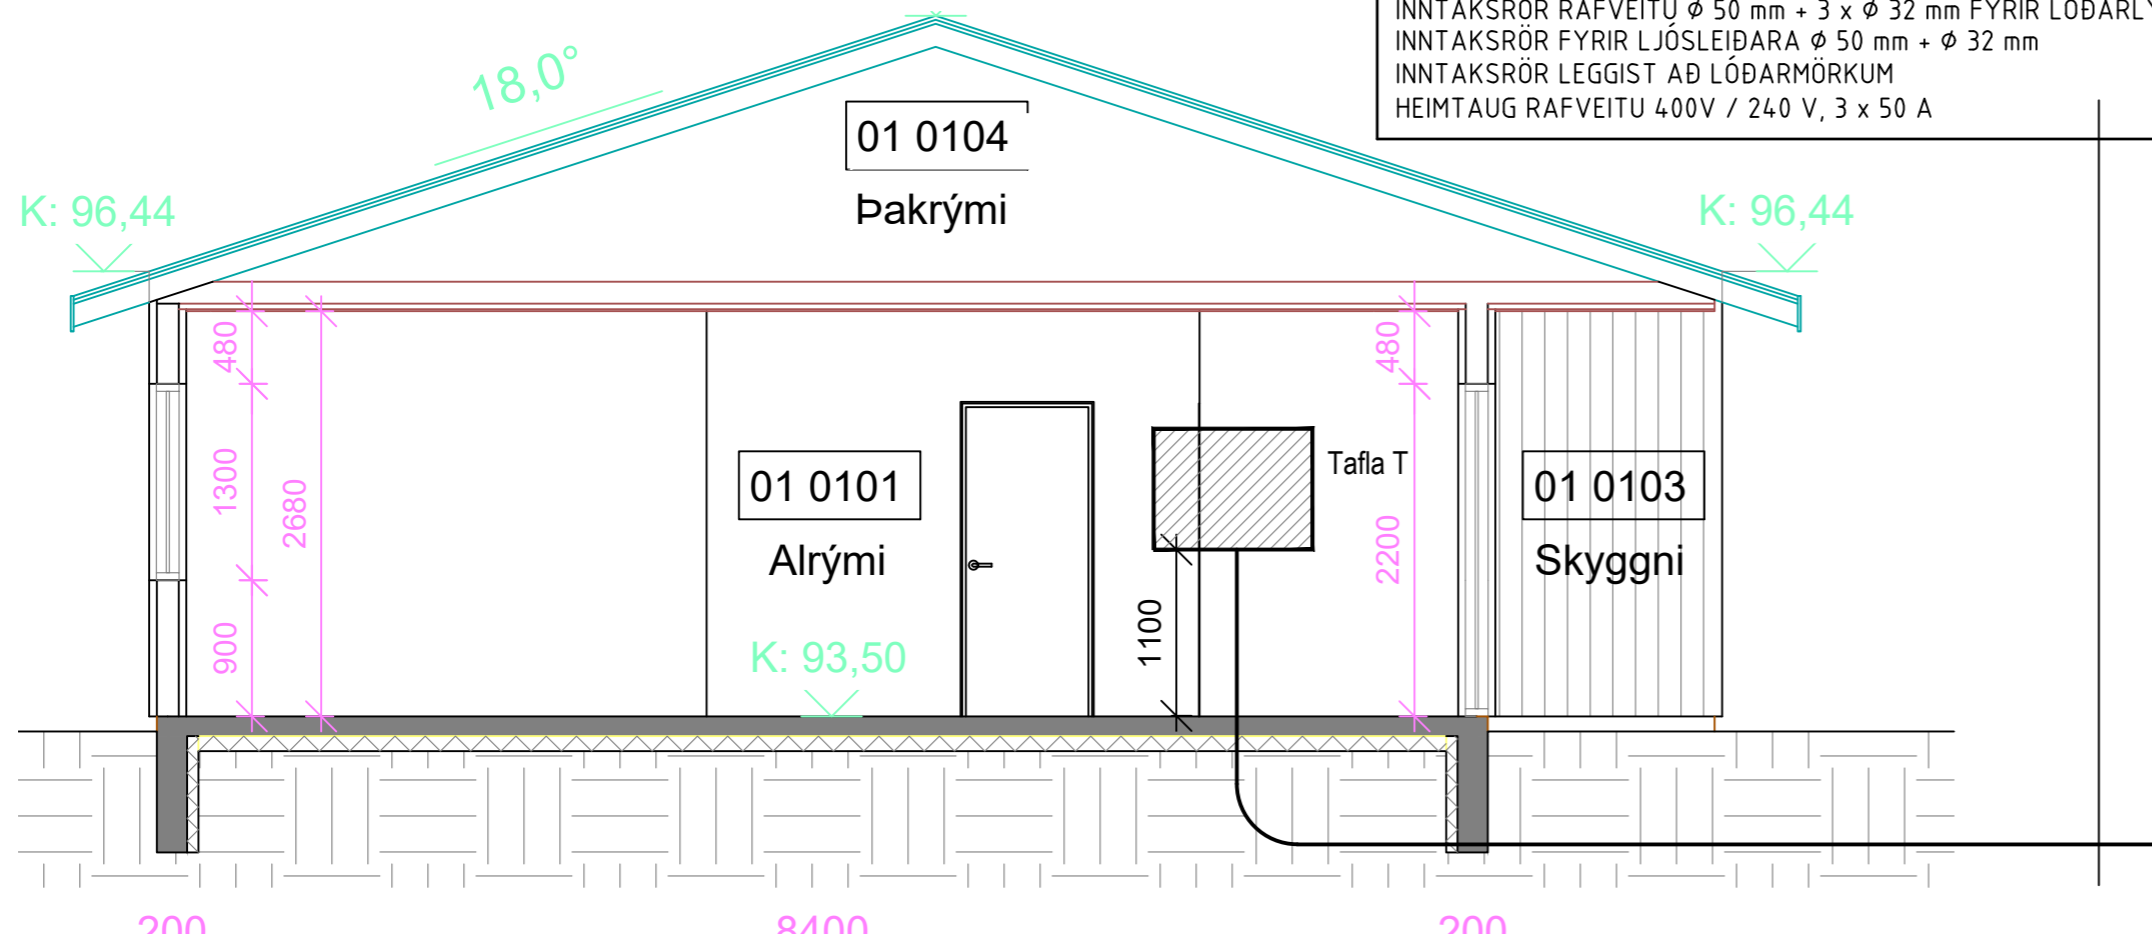 INNTAKSRÖR RAFVEITU Ø 50 mm + 3 x Ø 32 mm FYRIR
INNTAKSRÖR FYRIR LJÓSLEIÐARA Ø 50 mm + Ø 32 mm
INNTAKSRÖR LEGGIST AÐ LÓÐARMÖRKUM
HEIMTAUG RAFVEITU 400V / 240 V, 3 x 50 A
18,0°
01 0104
Þakrými
K: 96,44
K: 96,44
480
480
1300
2680
900
01 0101
Alrými
Tafla T
01 0103
Skyggni
2200
1100
K: 93,50
200
8400
200